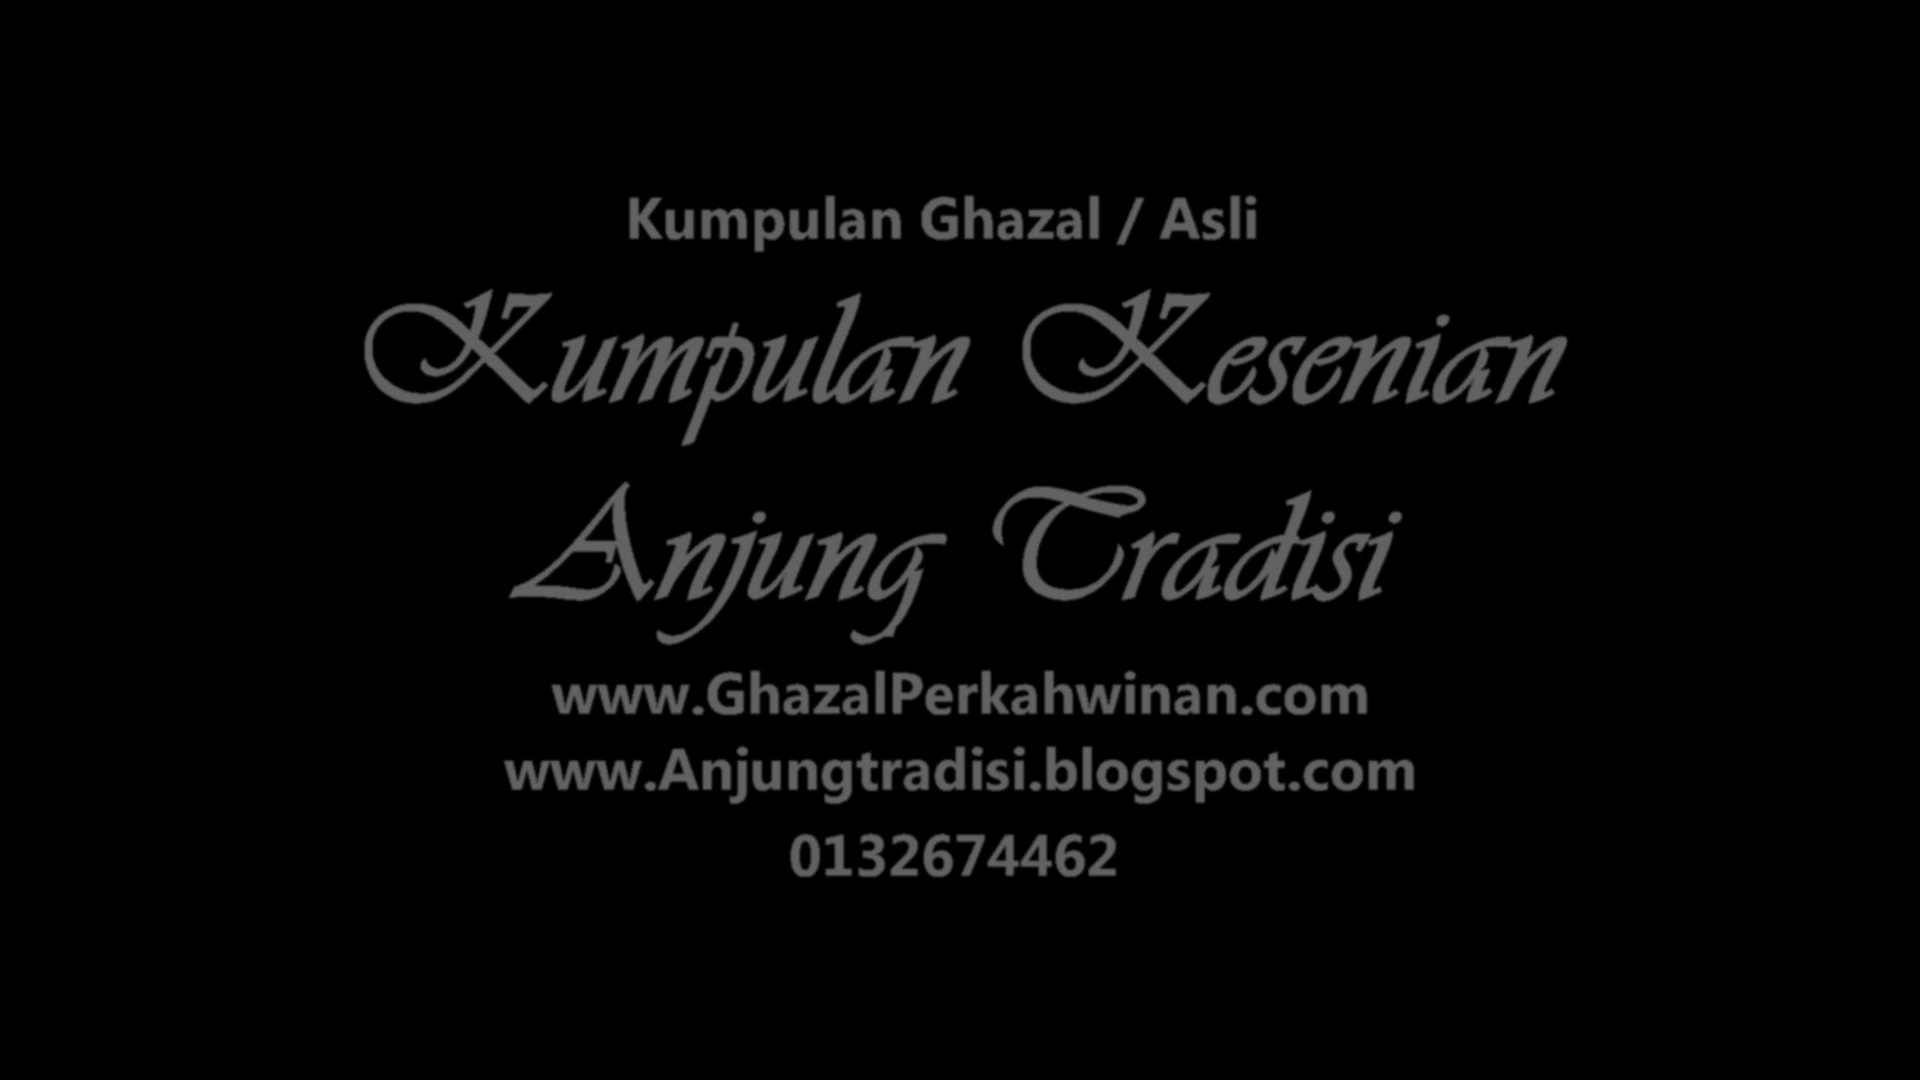 Kumpulan Ghazal / Asli
Kumpulan Kesenian
Anjung Tradisi
www.GhazalPerkahwinan.com
www.Anjungtradisi.blogspot.com
0132674462